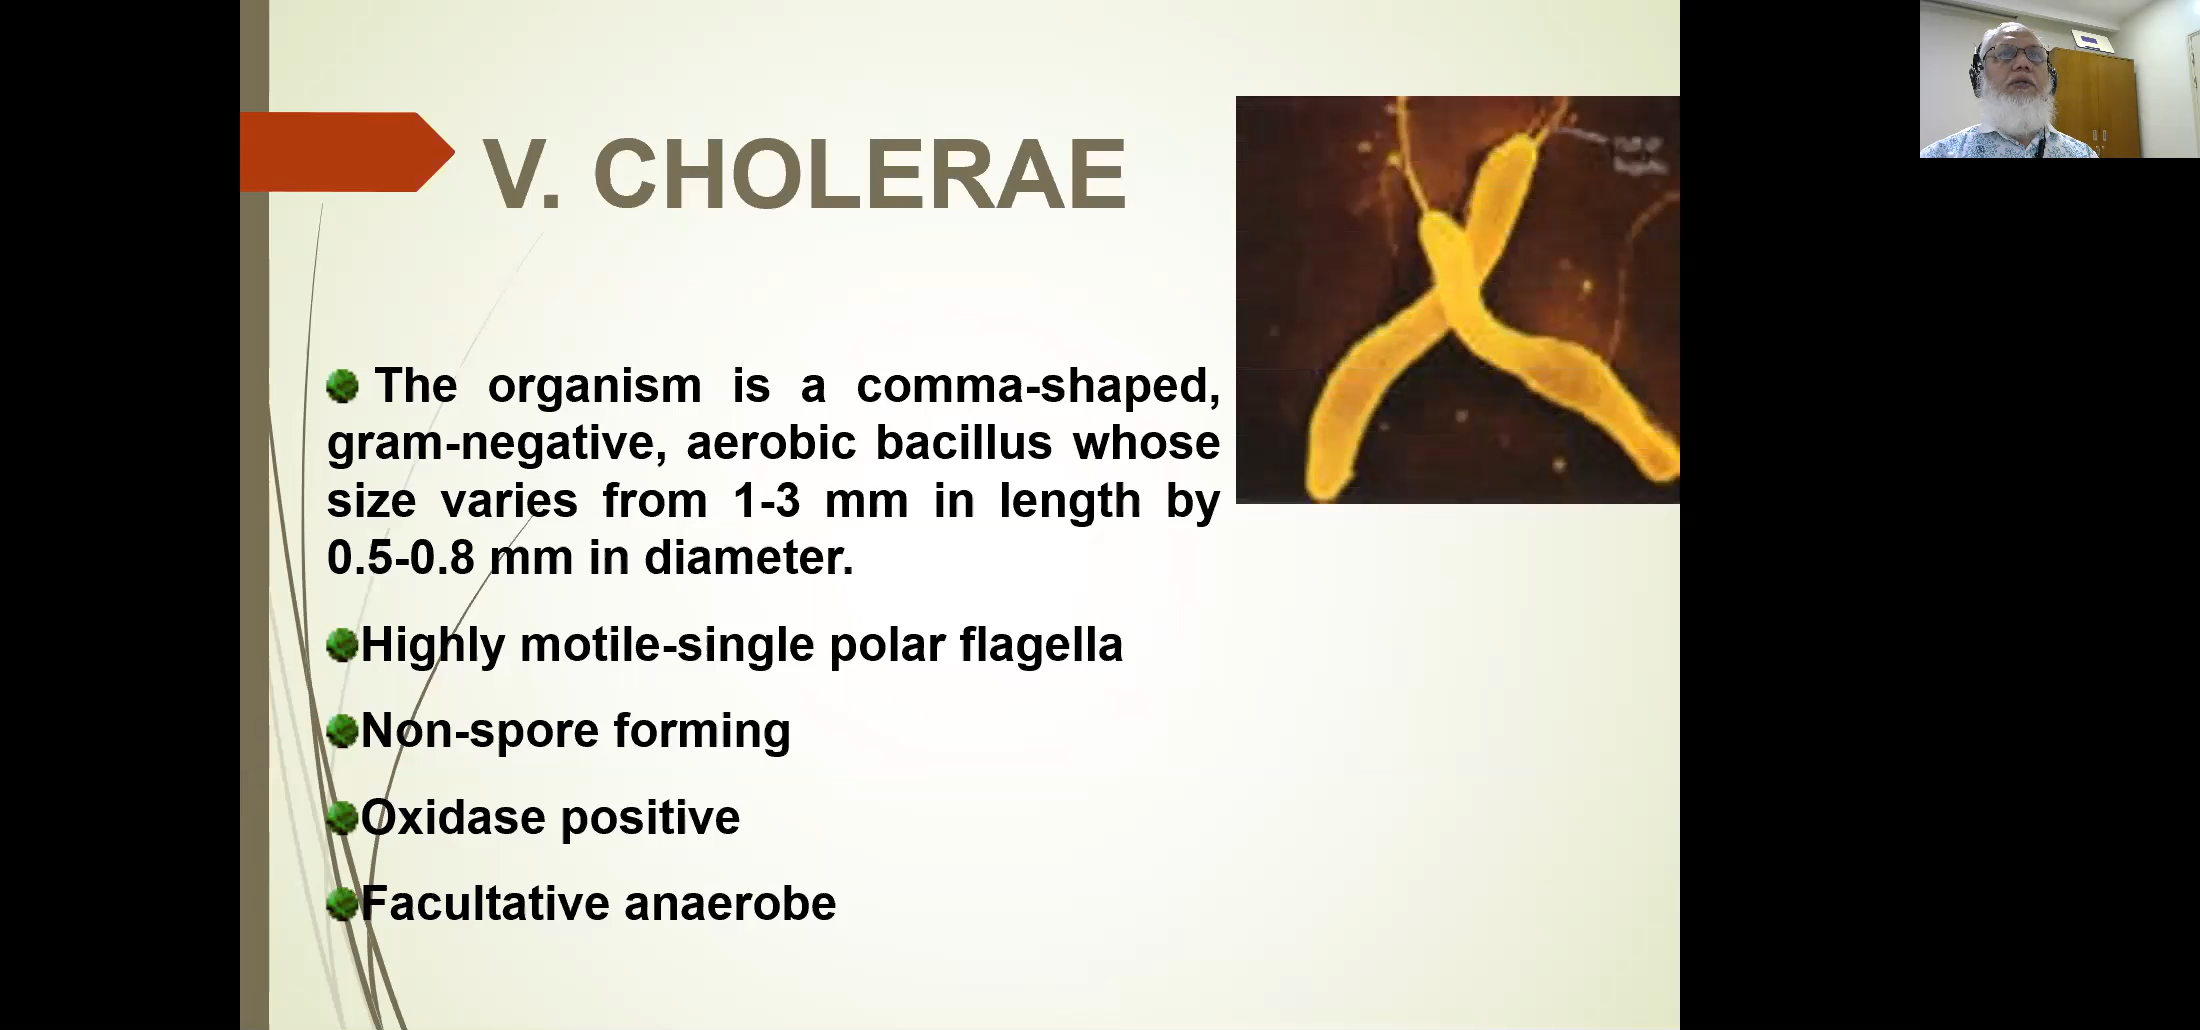 V. CHOLERAE
The organism is a comma-shaped,
gram-negative, aerobic bacillus whose
size varies from 1-3 mm in length by
0.5-0.8 mm in diameter.
Highly motile-single polar flagella
Non-spore forming
Oxidase positive
Facultative anaerobe